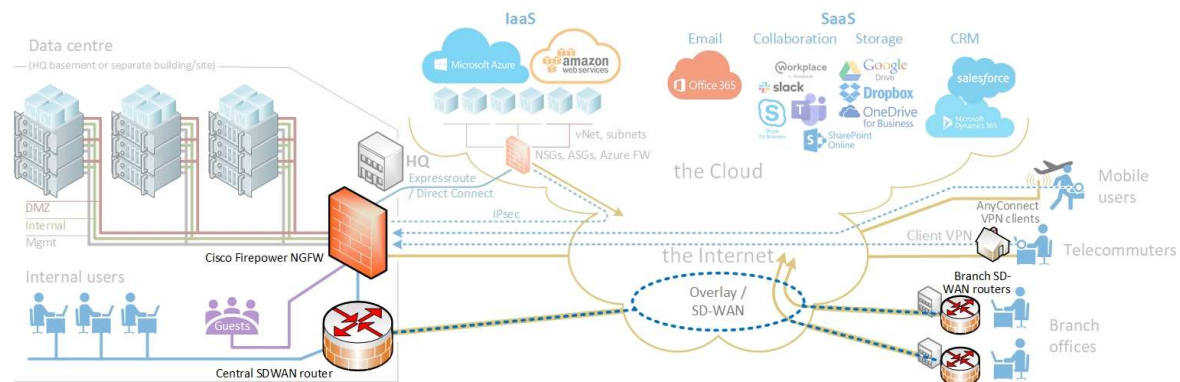 IaaS
SaaS
Data centre
(HQ basement or separate building/site)
Microsoft Azure
amazon
webservices
Email
Collaboration
Storage
CRM
Office 365
workplace
slack
Skype
for Business
SharePoint
Online
Google
Drive
Dropbox
OneDrive
for Business
salesforce
Microsoft
Dynamics 365
vNet, subnets
NSGs, ASGs, Azure FW
HQ
Expressroute
/ Direct Connect
the Cloud
IPsec
DMZ
Internal
Mgmt
Cisco Firepower NGFW
Mobile
users
AnyConnect
VPN clients
Client VPN
Telecommuters
the Internet
Internal users
Guests
Overlay /
SD-WAN
Branch SD-
WAN routers
Branch
offices
Central SDWAN router